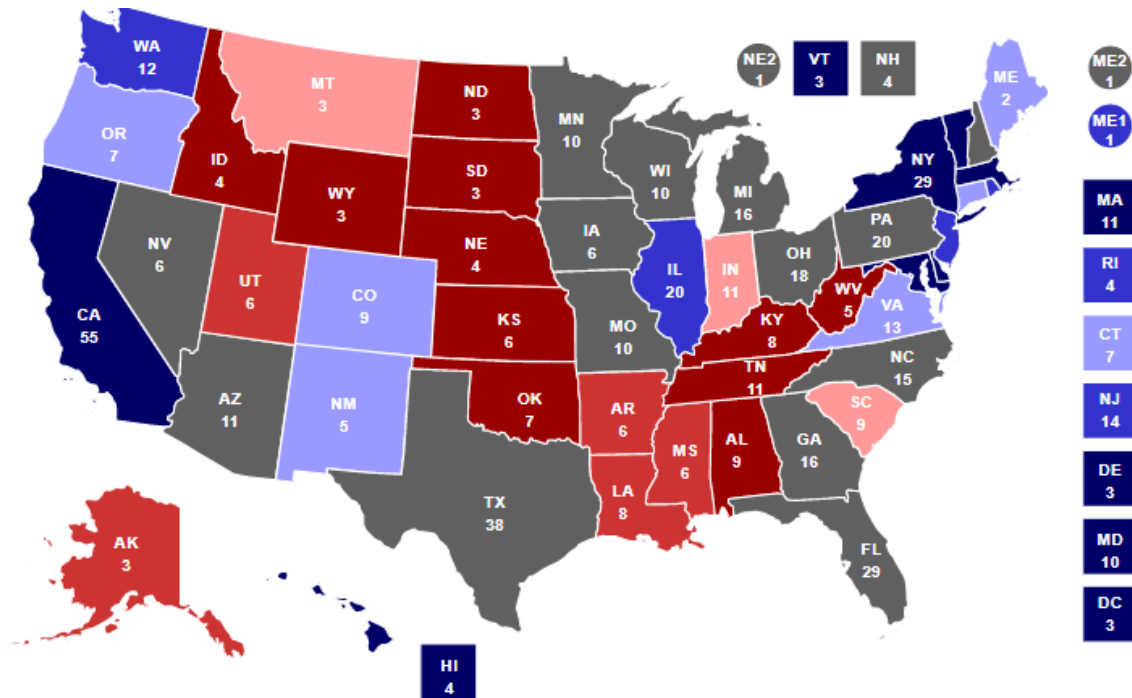 WA
12
OR
7
CA
55
NV
6
ID
4
MT
3
WY
3
UT
6
CO
9
AZ
11
NM
5
ND
3
SD
3
NE
4
KS
6
OK
7
TX
38
MN
10
IA
6
MO
10
AR
6
LA
8
WI
10
IL
20
MI
16
IN
11
OH
18
KY
8
TN
11
MS
6
AL
9
GA
16
FL
29
SC
9
NC
15
VA
13
WV
5
PA
20
NY
29
ME
2
AK
3
HI
4
NE2
1
VT
3
NH
4
ME2
1
ME1
1
MA
11
RI
4
CT
7
NJ
14
DE
3
MD
10
DC
3